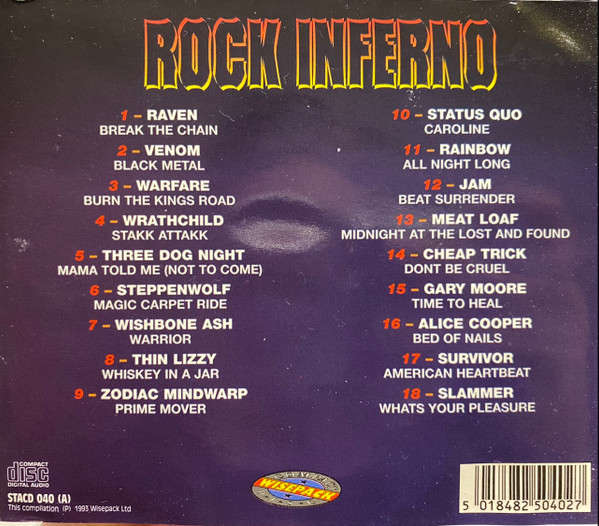 ROCK INFERNO
1 – RAVEN
BREAK THE CHAIN
2 – VENOM
BLACK METAL
3 – WARFARE
BURN THE KINGS ROAD
4 – WRATHCHILD
STAKK ATTAKK
5 – THREE DOG NIGHT
MAMA TOLD ME (NOT TO COME)
6 – STEPPENWOLF
MAGIC CARPET RIDE
7 – WISHBONE ASH
WARRIOR
8 – THIN LIZZY
WHISKEY IN A JAR
9 – ZODIAC MINDWARP
PRIME MOVER
10 – STATUS QUO
CAROLINE
11 – RAINBOW
ALL NIGHT LONG
12 – JAM
BEAT SURRENDER
13 – MEAT LOAF
MIDNIGHT AT THE LOST AND FOUND
14 – CHEAP TRICK
DONT BE CRUEL
15 – GARY MOORE
TIME TO HEAL
16 – ALICE COOPER
BED OF NAILS
17 – SURVIVOR
AMERICAN HEARTBEAT
18 – SLAMMER
WHATS YOUR PLEASURE
COMPACT
disc
DIGITAL AUDIO
STACD 040 (A)
This compilation (P) 1993 Wisepack Ltd
WISEPACK
5 018482 504027